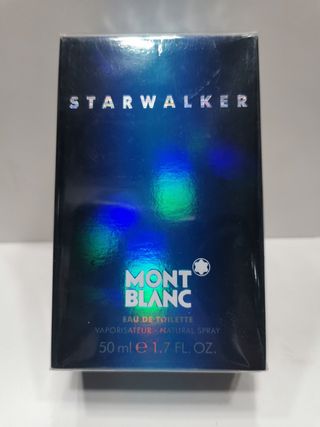 STARWALKER
MONT
BLANC
EAU DE TOILETTE
VAPORISATEUR - NATURAL SPRAY
50 ml e 1.7 FL. OZ.